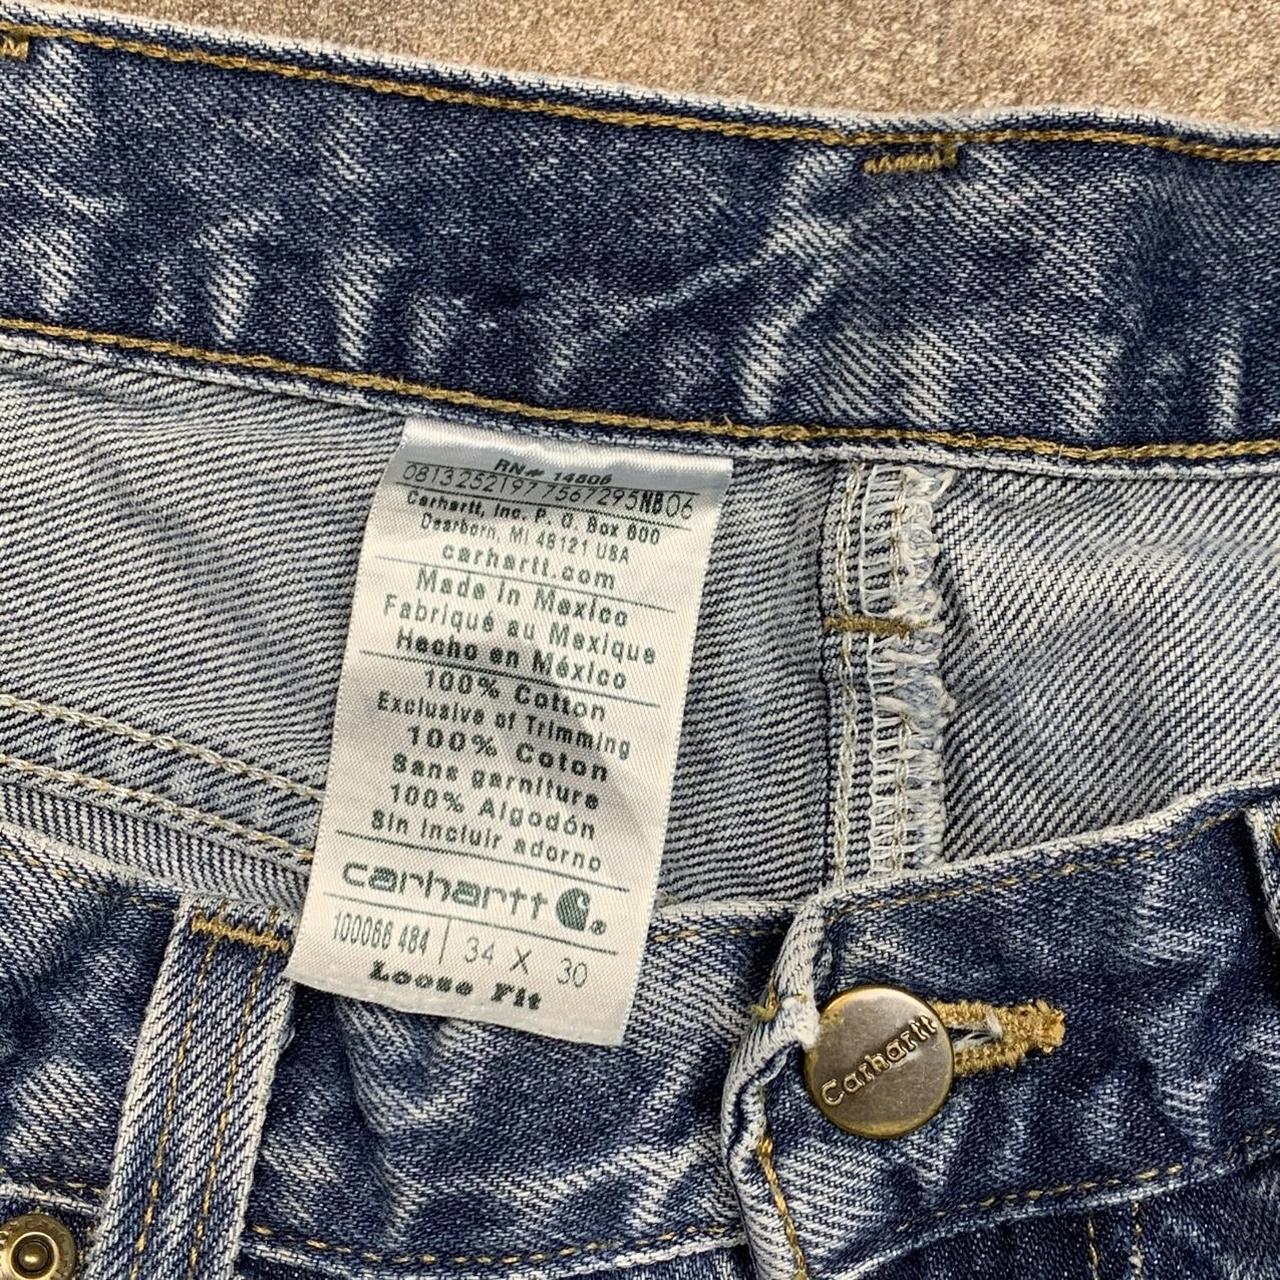 RN# 14806
0813252197756 7295NB06
Carhartt, Inc. P. O. Box 600
Dearborn, MI 48121 USA
carhartt.com
Made in Mexico
Fabriqué au Mexique
Hecho en México
100% Cotton
Exclusive of Trimming
100% Coton
Sans garniture
100% Algodón
Sin incluir adorno
carhartt ®
100066 484 | 34 X 30
Loose Fit
Carhartt